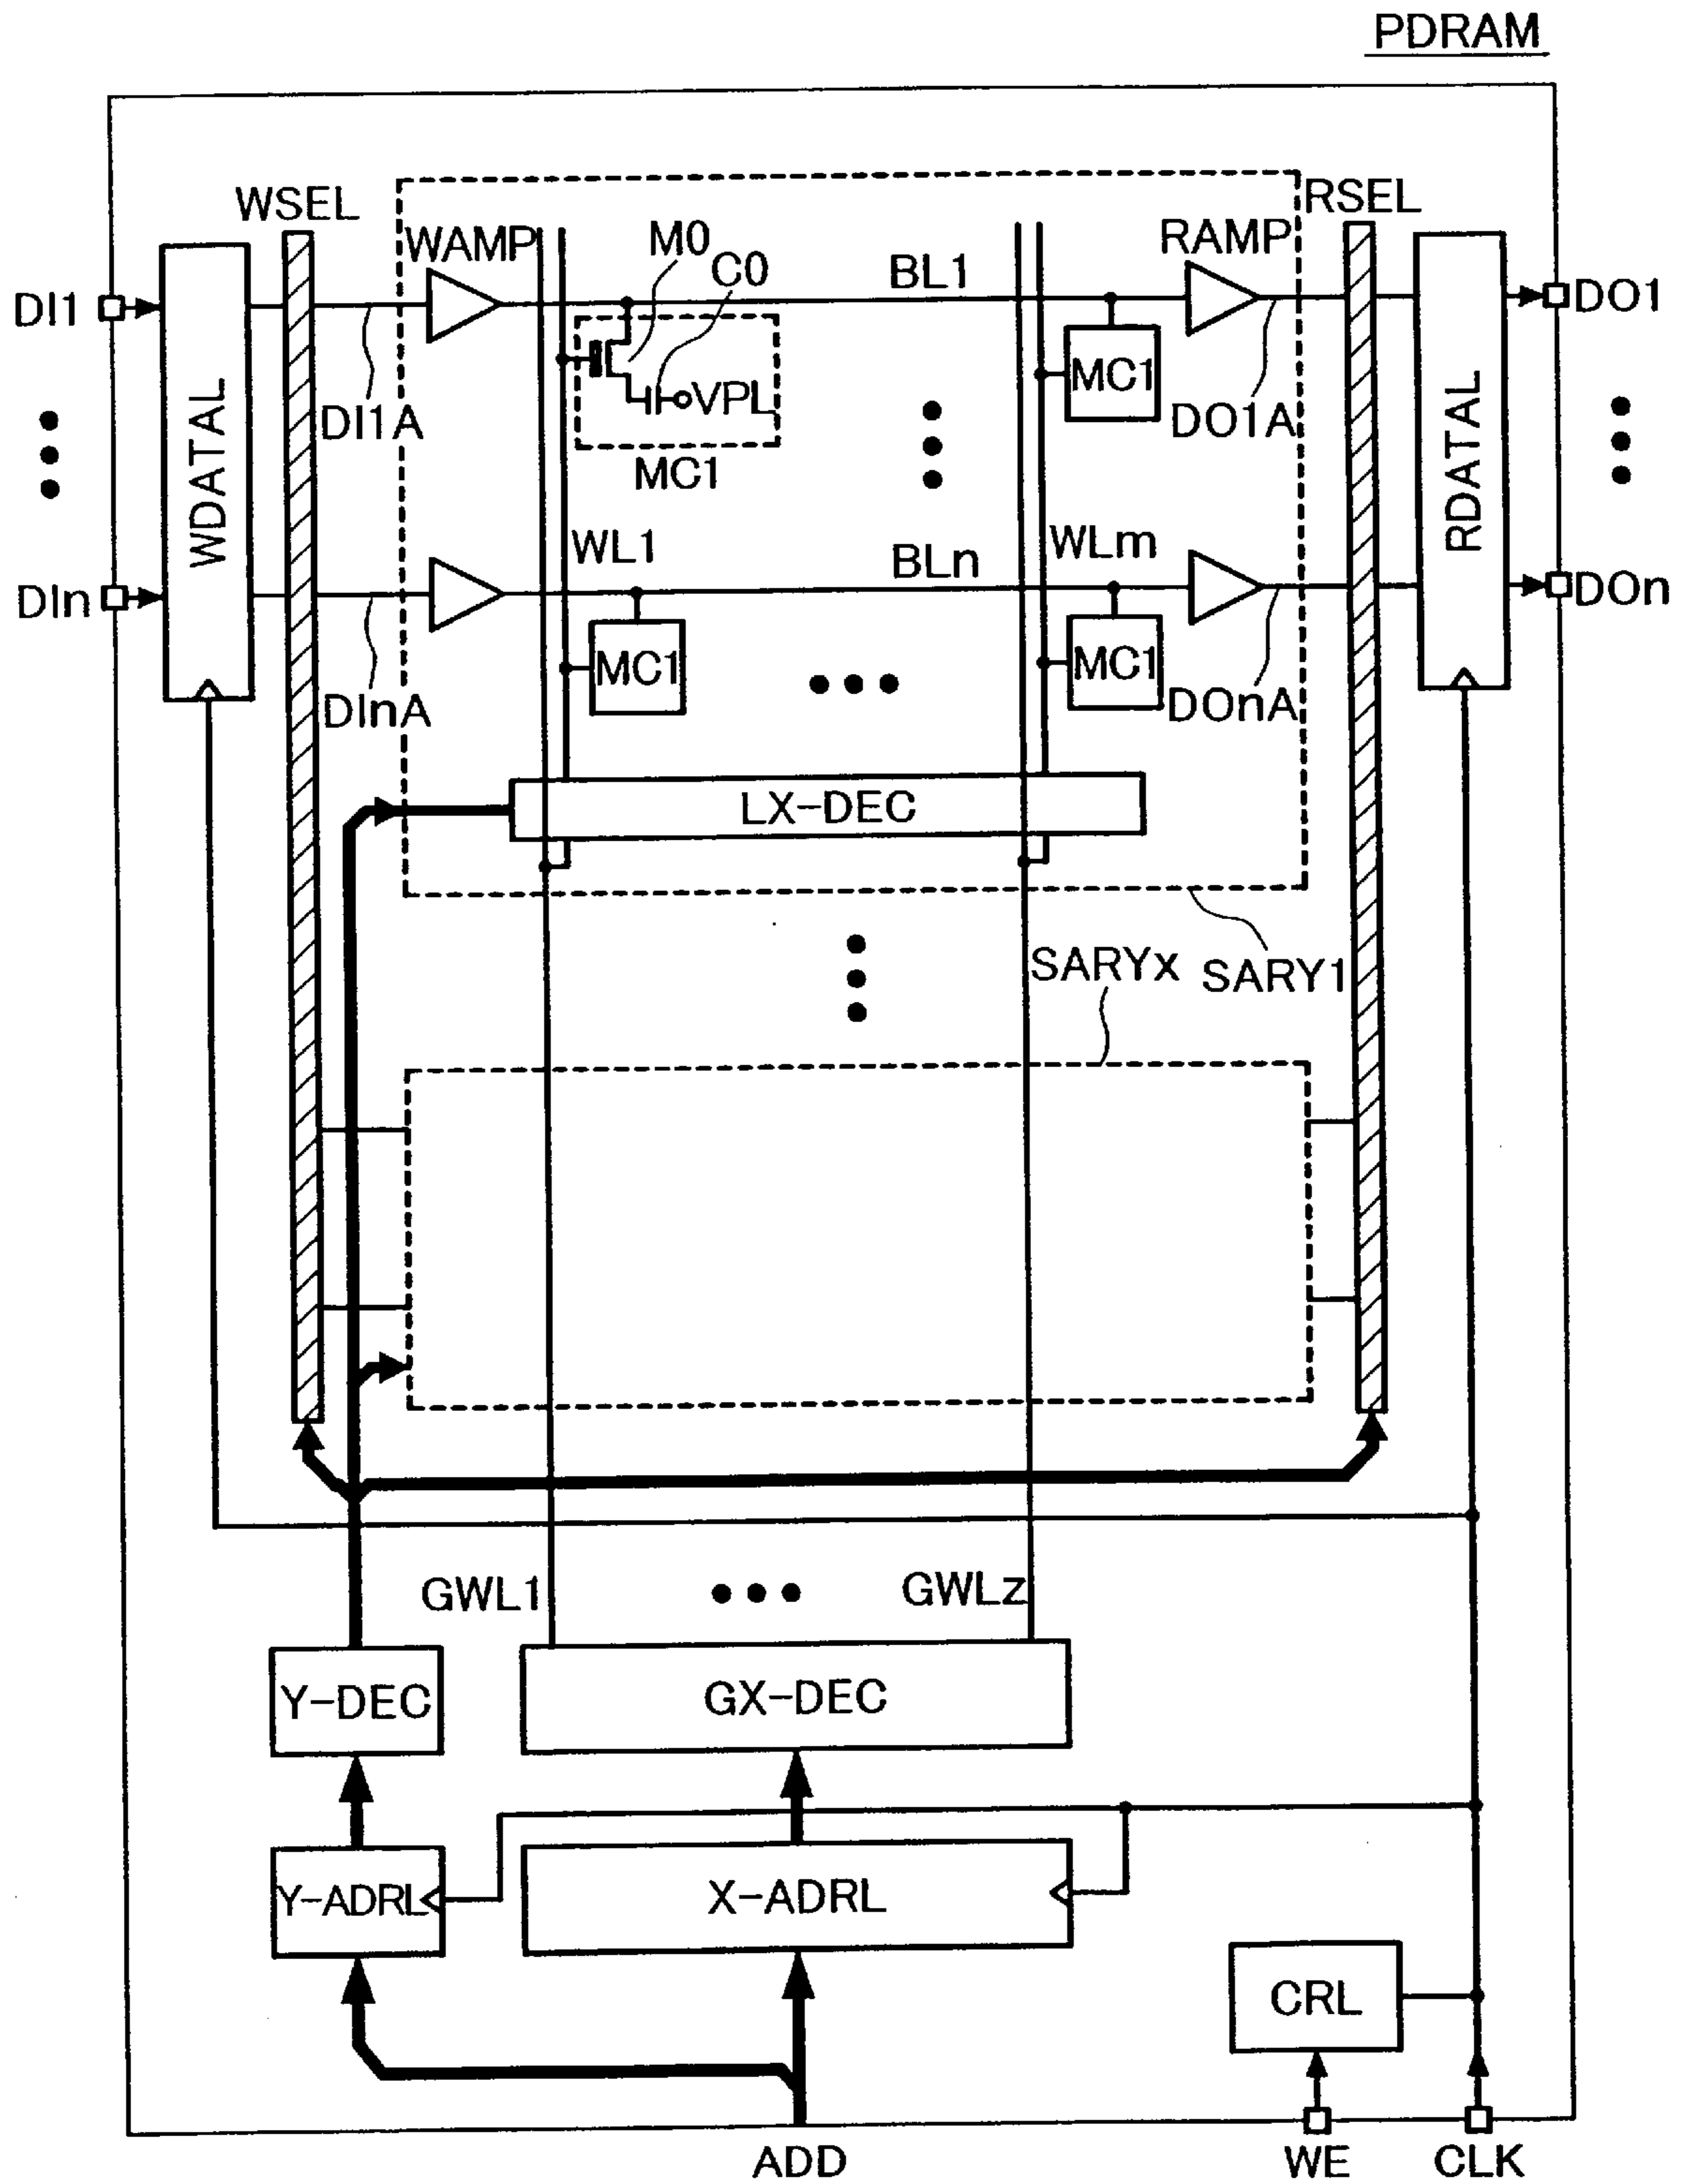 PDRAM
WSEL
RSEL
WAMP
M0
C0
BL1
RAMP
DI1
DO1
WDATAL
RDATAL
DI1A
VPL
MC1
MC1
DO1A
WL1
BLn
WLm
DIn
DOn
MC1
MC1
DInA
DOnA
LX-DEC
SARYx
SARY1
GWL1
GWLz
Y-DEC
GX-DEC
Y-ADRL
X-ADRL
CRL
ADD
WE
CLK